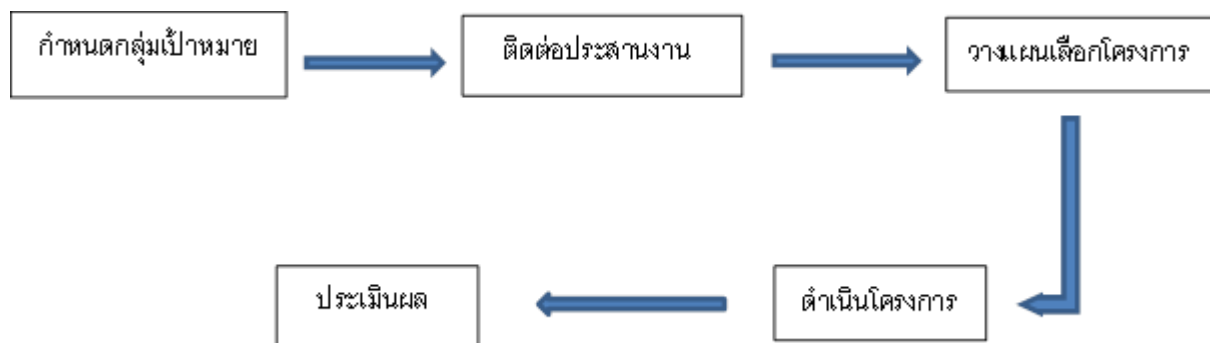 กำหนดกลุ่มเป้าหมาย
ติดต่อประสานงาน
วางแผนเลือกโครงการ
ดำเนินโครงการ
ประเมินผล